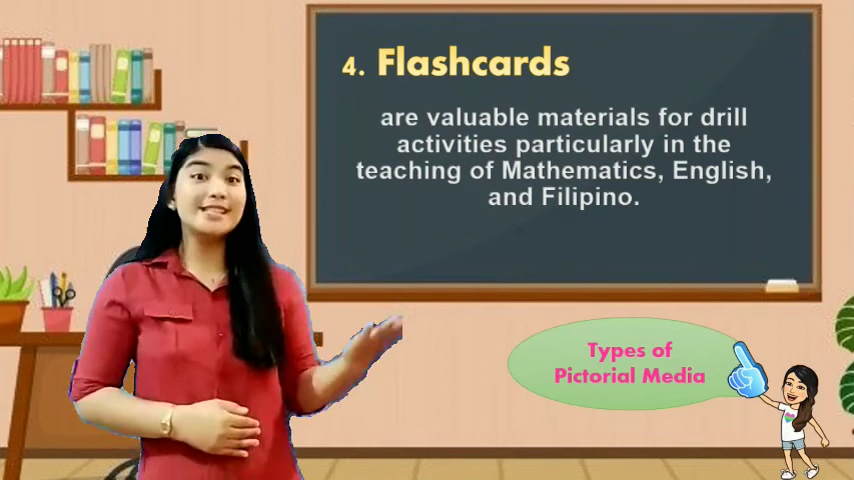 4. Flashcards
are valuable materials for drill
activities particularly in the
teaching of Mathematics, English,
and Filipino.
Types of
Pictorial Media